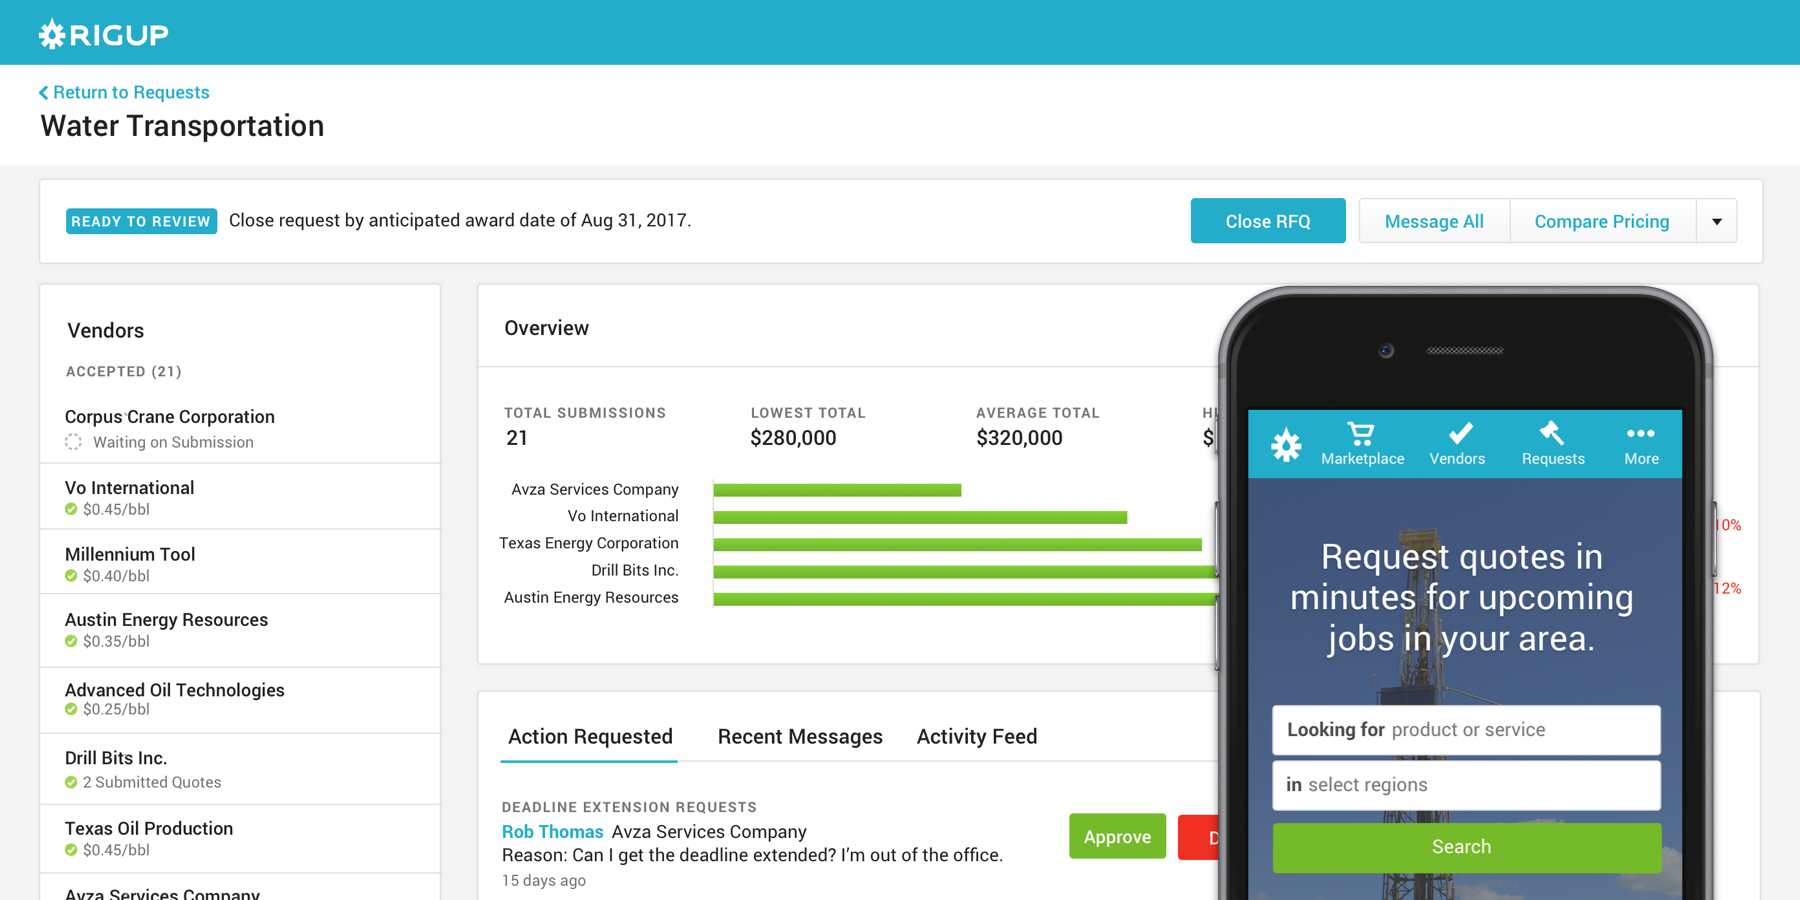 RIGUP
Return to Requests
Water Transportation
READY TO REVIEW Close request by anticipated award date of Aug 31, 2017.
Close RFQ
Message All
Compare Pricing
Vendors
ACCEPTED (21)
Corpus Crane Corporation
Waiting on Submission
Vo International
$0.45/bbl
Millennium Tool
$0.40/bbl
Austin Energy Resources
$0.35/bbl
Advanced Oil Technologies
$0.25/bbl
Drill Bits Inc.
2 Submitted Quotes
Texas Oil Production
$0.45/bbl
Avza Services Company
Overview
TOTAL SUBMISSIONS
21
LOWEST TOTAL
$280,000
AVERAGE TOTAL
$320,000
$
Avza Services Company
Vo International
Texas Energy Corporation
Drill Bits Inc.
Austin Energy Resources
10%
12%
Action Requested
Recent Messages
Activity Feed
DEADLINE EXTENSION REQUESTS
Rob Thomas Avza Services Company
Reason: Can I get the deadline extended? I'm out of the office.
15 days ago
Approve
Marketplace
Vendors
Requests
More
Request quotes in
minutes for upcoming
jobs in your area.
Looking for product or service
in select regions
Search